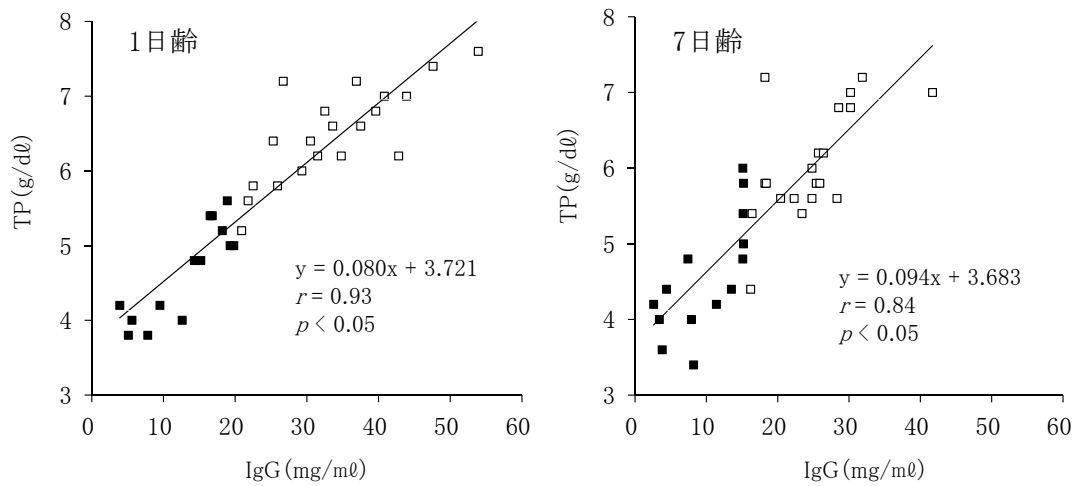 1日齢
TP(g/dℓ)
8
7
6
5
4
3
y = 0.080x + 3.721
r = 0.93
p < 0.05
0 10 20 30 40 50 60
IgG(mg/mℓ)
7日齢
TP(g/dℓ)
8
7
6
5
4
3
y = 0.094x + 3.683
r = 0.84
p < 0.05
0 10 20 30 40 50 60
IgG(mg/mℓ)